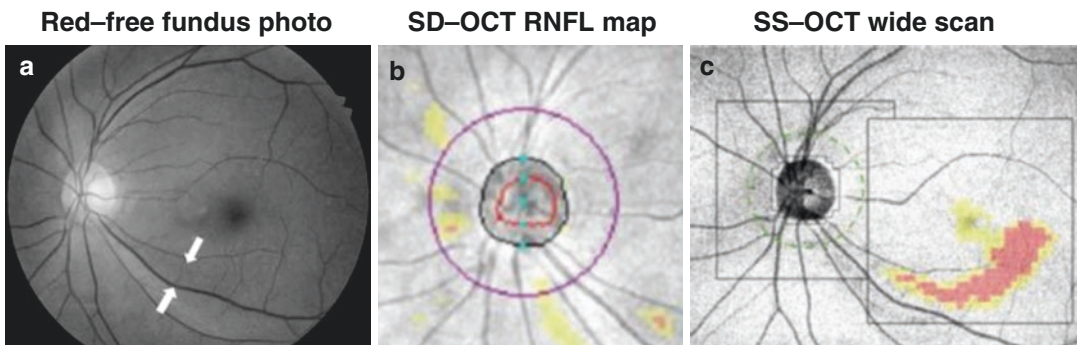 Red–free fundus photo
SD–OCT RNFL map
SS–OCT wide scan
a
b
c